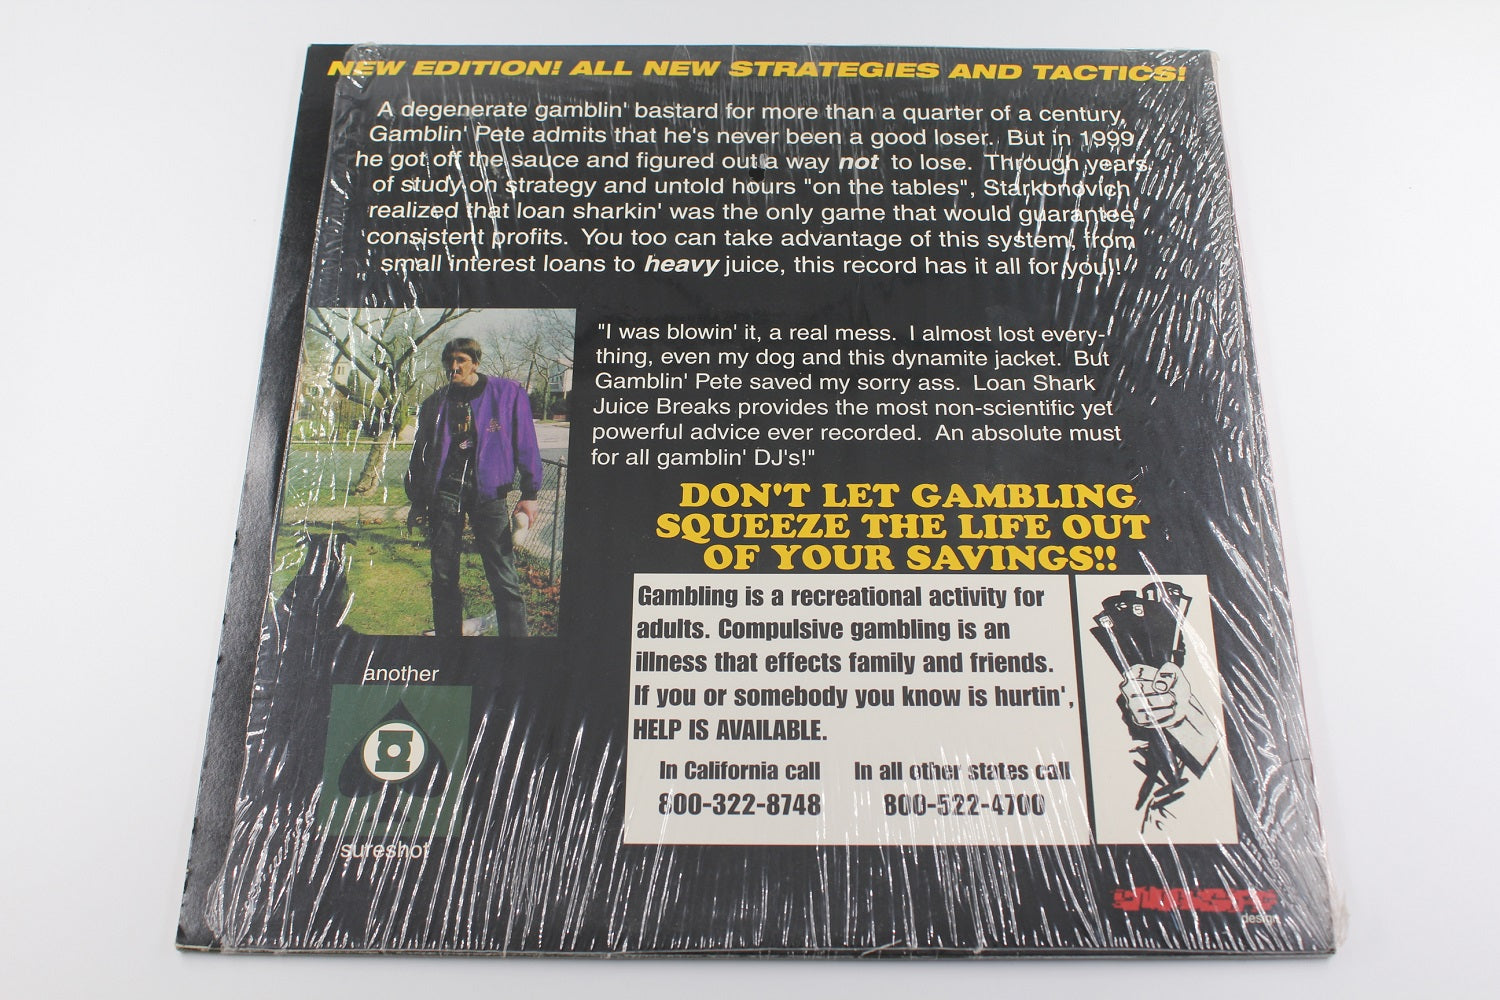 NEW EDITION! ALL NEW STRATEGIES AND TACTICS!
A degenerate gamblin' bastard for more than a quarter of a century,
Gamblin' Pete admits that he's never been a good loser. But in 1999
he got off the sauce and figured out a way not to lose. Through years
of study on strategy and untold hours "on the tables", Starkonovich
realized that loan sharkin' was the only game that would guarantee
consistent profits. You too can take advantage of this system, from
small interest loans to heavy juice, this record has it all for you!!
"I was blowin' it, a real mess. I almost lost every-
thing, even my dog and this dynamite jacket. But
Gamblin' Pete saved my sorry ass. Loan Shark
Juice Breaks provides the most non-scientific yet
powerful advice ever recorded. An absolute must
for all gamblin' DJ's!"
DON'T LET GAMBLING
SQUEEZE THE LIFE OUT
OF YOUR SAVINGS!!
Gambling is a recreational activity for
adults. Compulsive gambling is an
illness that effects family and friends.
If you or somebody you know is hurtin',
HELP IS AVAILABLE.
In California call
800-322-8748
In all other states call
800-522-4700
another
sureshot
design